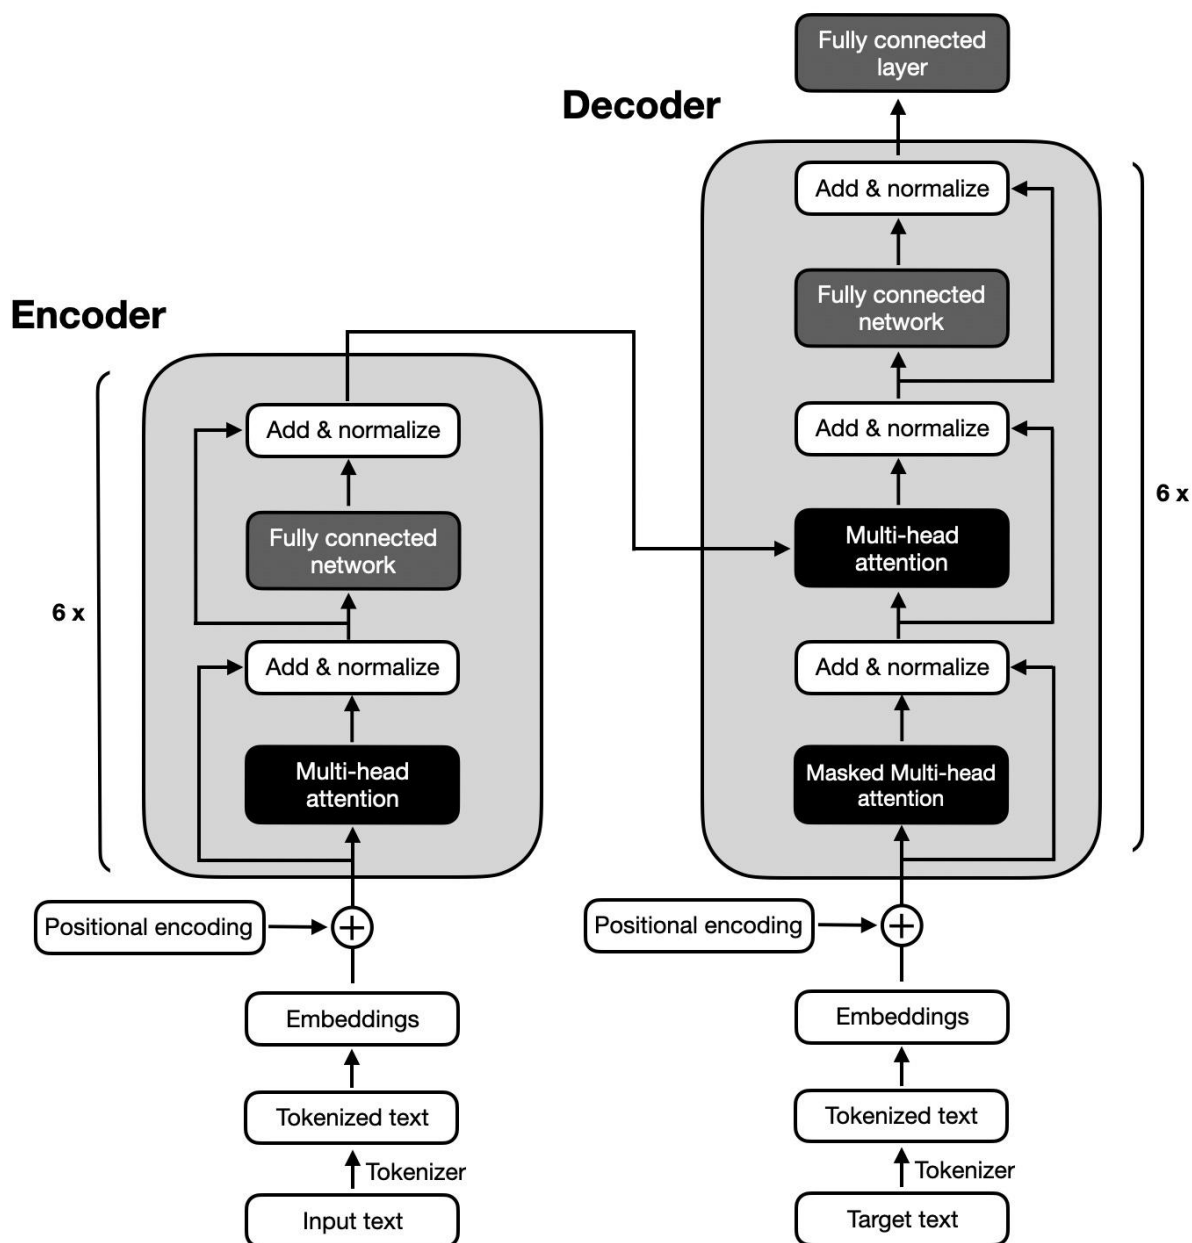 Encoder
6 x
Add & normalize
Fully connected
network
Add & normalize
Multi-head
attention
Positional encoding
Embeddings
Tokenized text
Tokenizer
Input text
Decoder
Fully connected
layer
Add & normalize
Fully connected
network
Add & normalize
6 x
Multi-head
attention
Add & normalize
Masked Multi-head
attention
Positional encoding
Embeddings
Tokenized text
Tokenizer
Target text